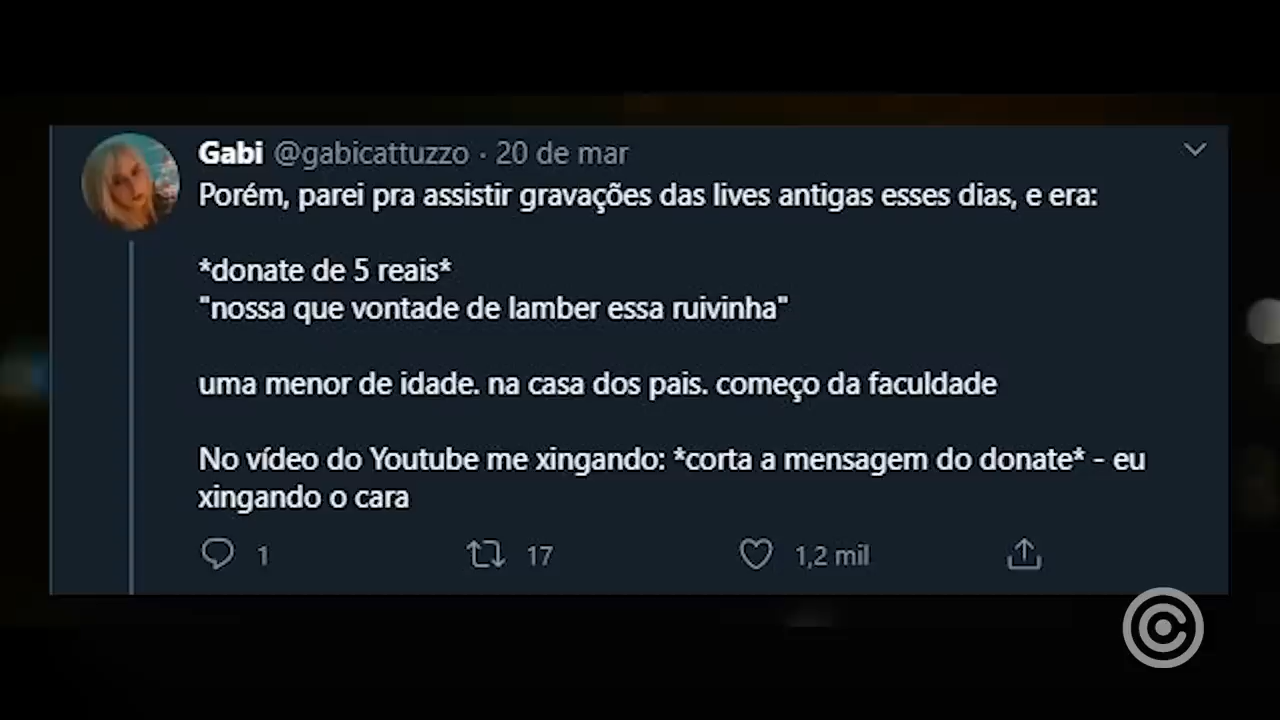 Gabi @gabicattuzzo · 20 de mar
Porém, parei pra assistir gravações das lives antigas esses dias, e era:
*donate de 5 reais*
"nossa que vontade de lamber essa ruivinha"
uma menor de idade. na casa dos pais. começo da faculdade
No vídeo do Youtube me xingando: *corta a mensagem do donate* - eu
xingando o cara
1 17 1,2 mil